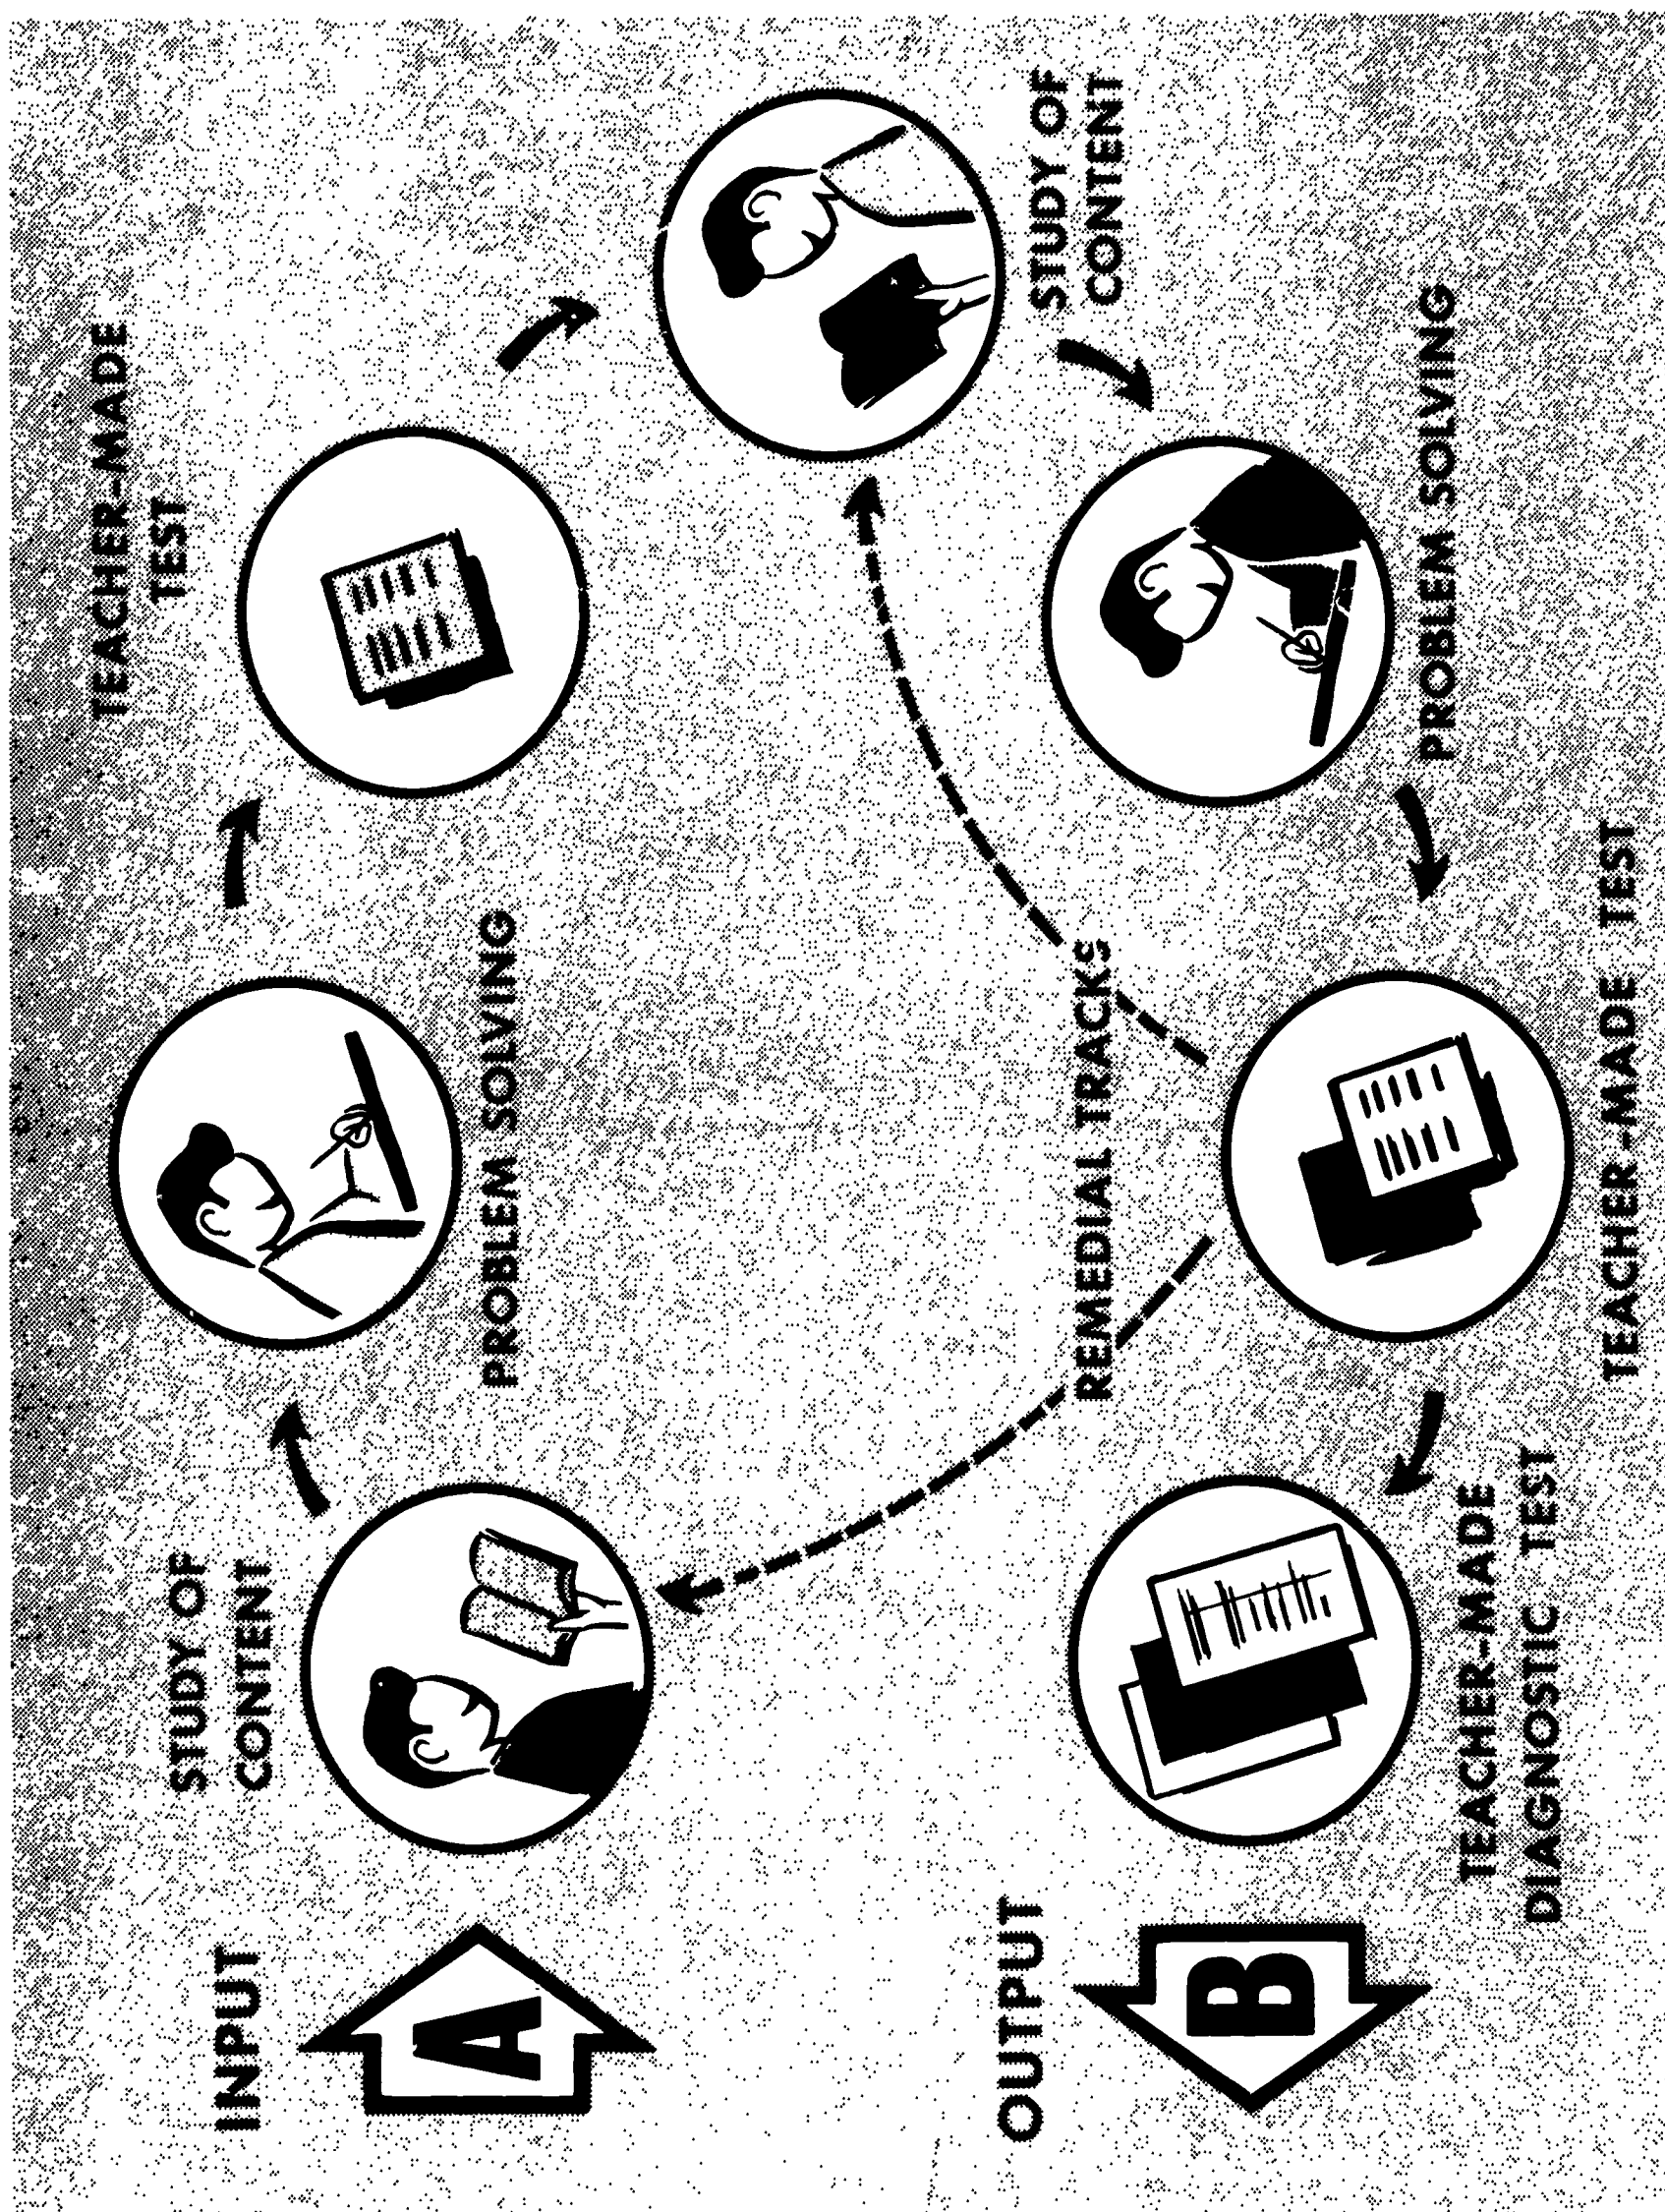 INPUT
A
STUDY OF
CONTENT
PROBLEM SOLVING
TEACHER-MADE
TEST
STUDY OF
CONTENT
PROBLEM SOLVING
TEACHER-MADE TEST
REMEDIAL TRACKS
TEACHER-MADE
DIAGNOSTIC TEST
OUTPUT
B